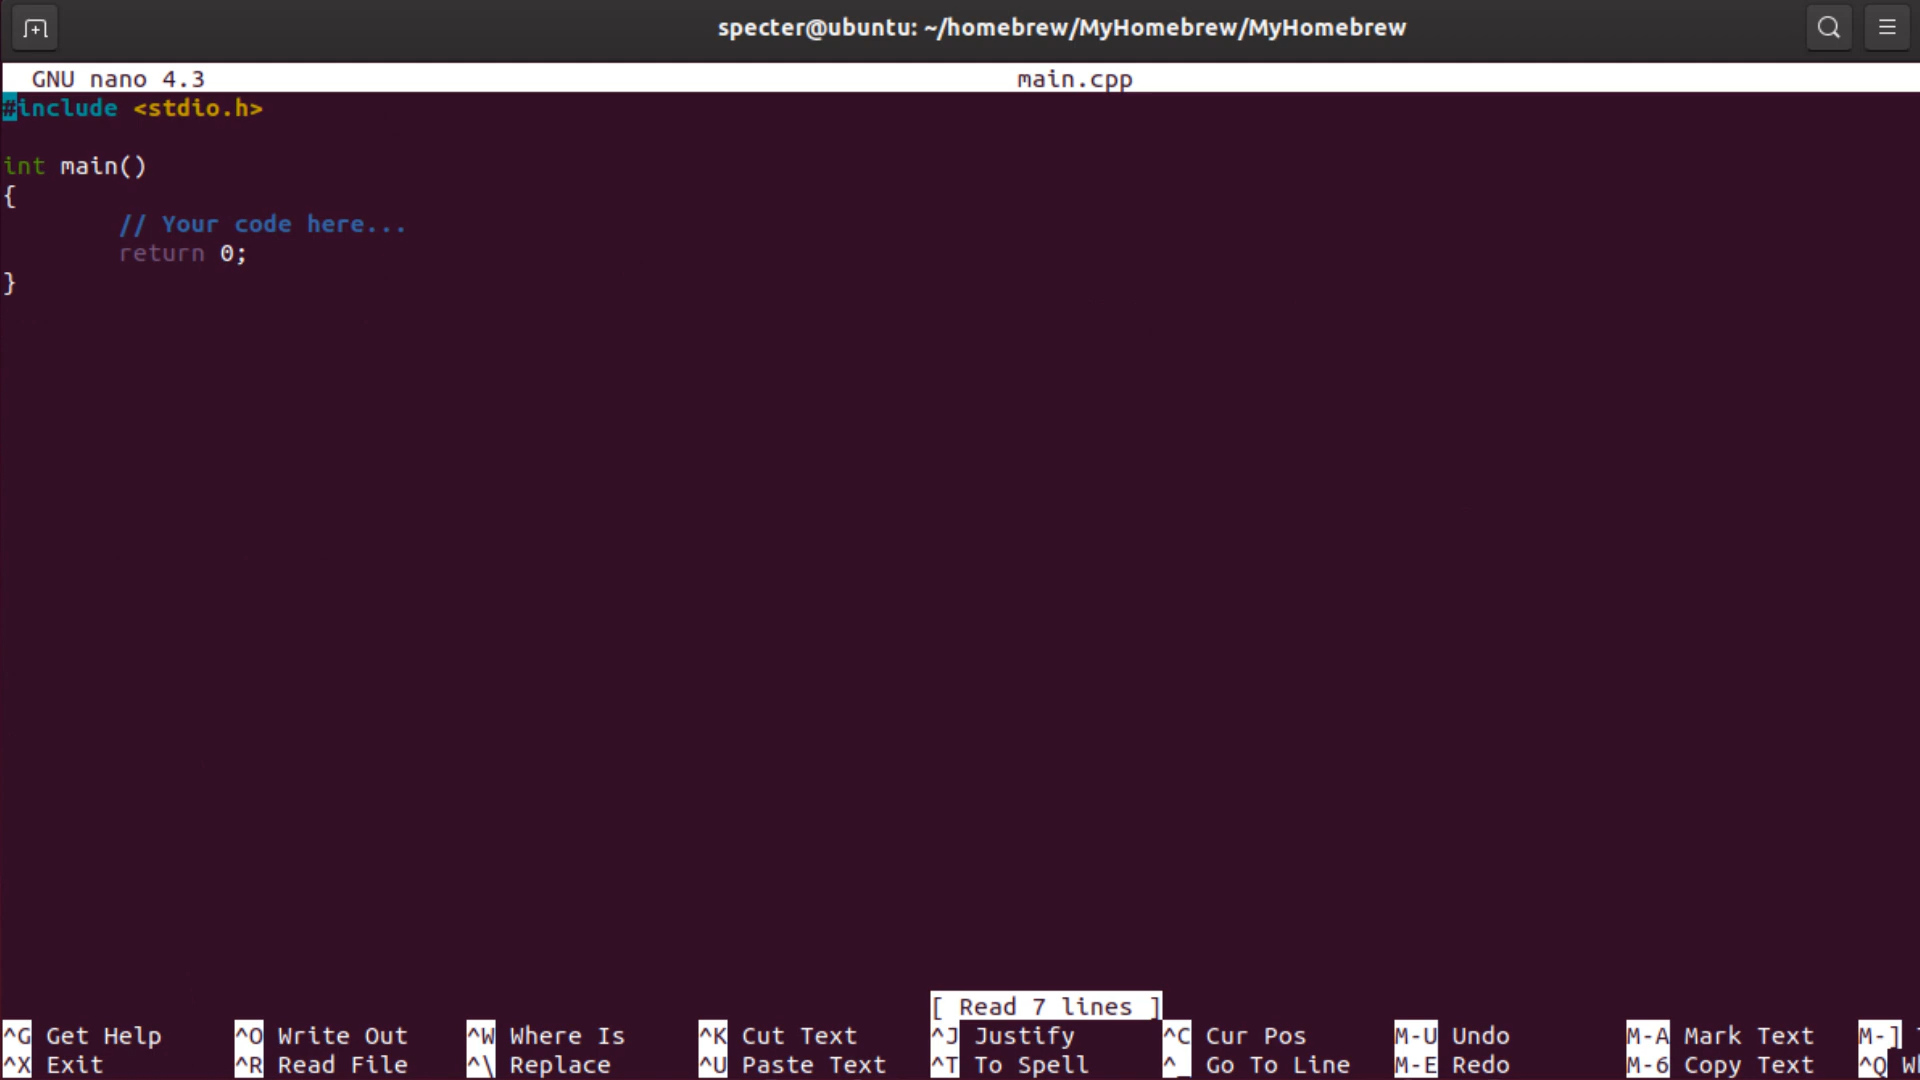 specter@ubuntu: ~/homebrew/MyHomebrew/MyHomebrew
GNU nano 4.3 main.cpp
#include <stdio.h>
int main()
{
// Your code here...
return 0;
}
[ Read 7 lines ]
^G Get Help ^O Write Out ^W Where Is ^K Cut Text ^J Justify ^C Cur Pos M-U Undo M-A Mark Text M-]
^X Exit ^R Read File ^\ Replace ^U Paste Text ^T To Spell ^_ Go To Line M-E Redo M-6 Copy Text ^Q